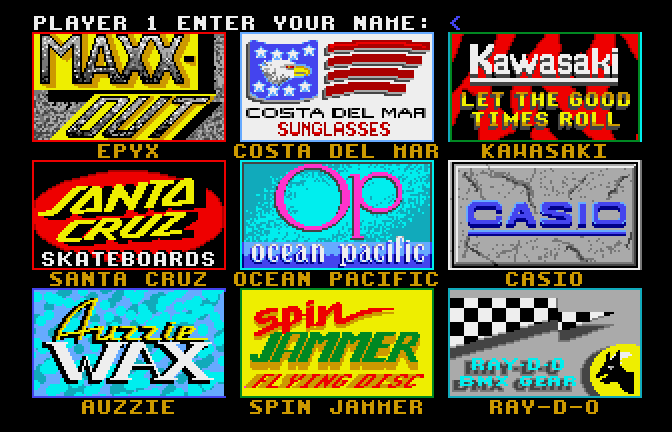 PLAYER 1 ENTER YOUR NAME: <
MAXX-
OUT
EPYX
COSTA DEL MAR
SUNGLASSES
COSTA DEL MAR
Kawasaki
LET THE GOOD
TIMES ROLL
KAWASAKI
SANTA
CRUZ
SKATEBOARDS
SANTA CRUZ
Op
ocean pacific
OCEAN PACIFIC
CASIO
CASIO
Auzzie
WAX
AUZZIE
spin
JAMMER
FLYING DISC
SPIN JAMMER
RAY-D-O
BMX GEAR
RAY-D-O